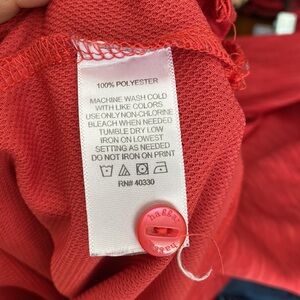 100% POLYESTER
MACHINE WASH COLD
WITH LIKE COLORS
USE ONLY NON-CHLORINE
BLEACH WHEN NEEDED
TUMBLE DRY LOW
IRON ON LOWEST
SETTING AS NEEDED
DO NOT IRON ON PRINT
RN# 40330